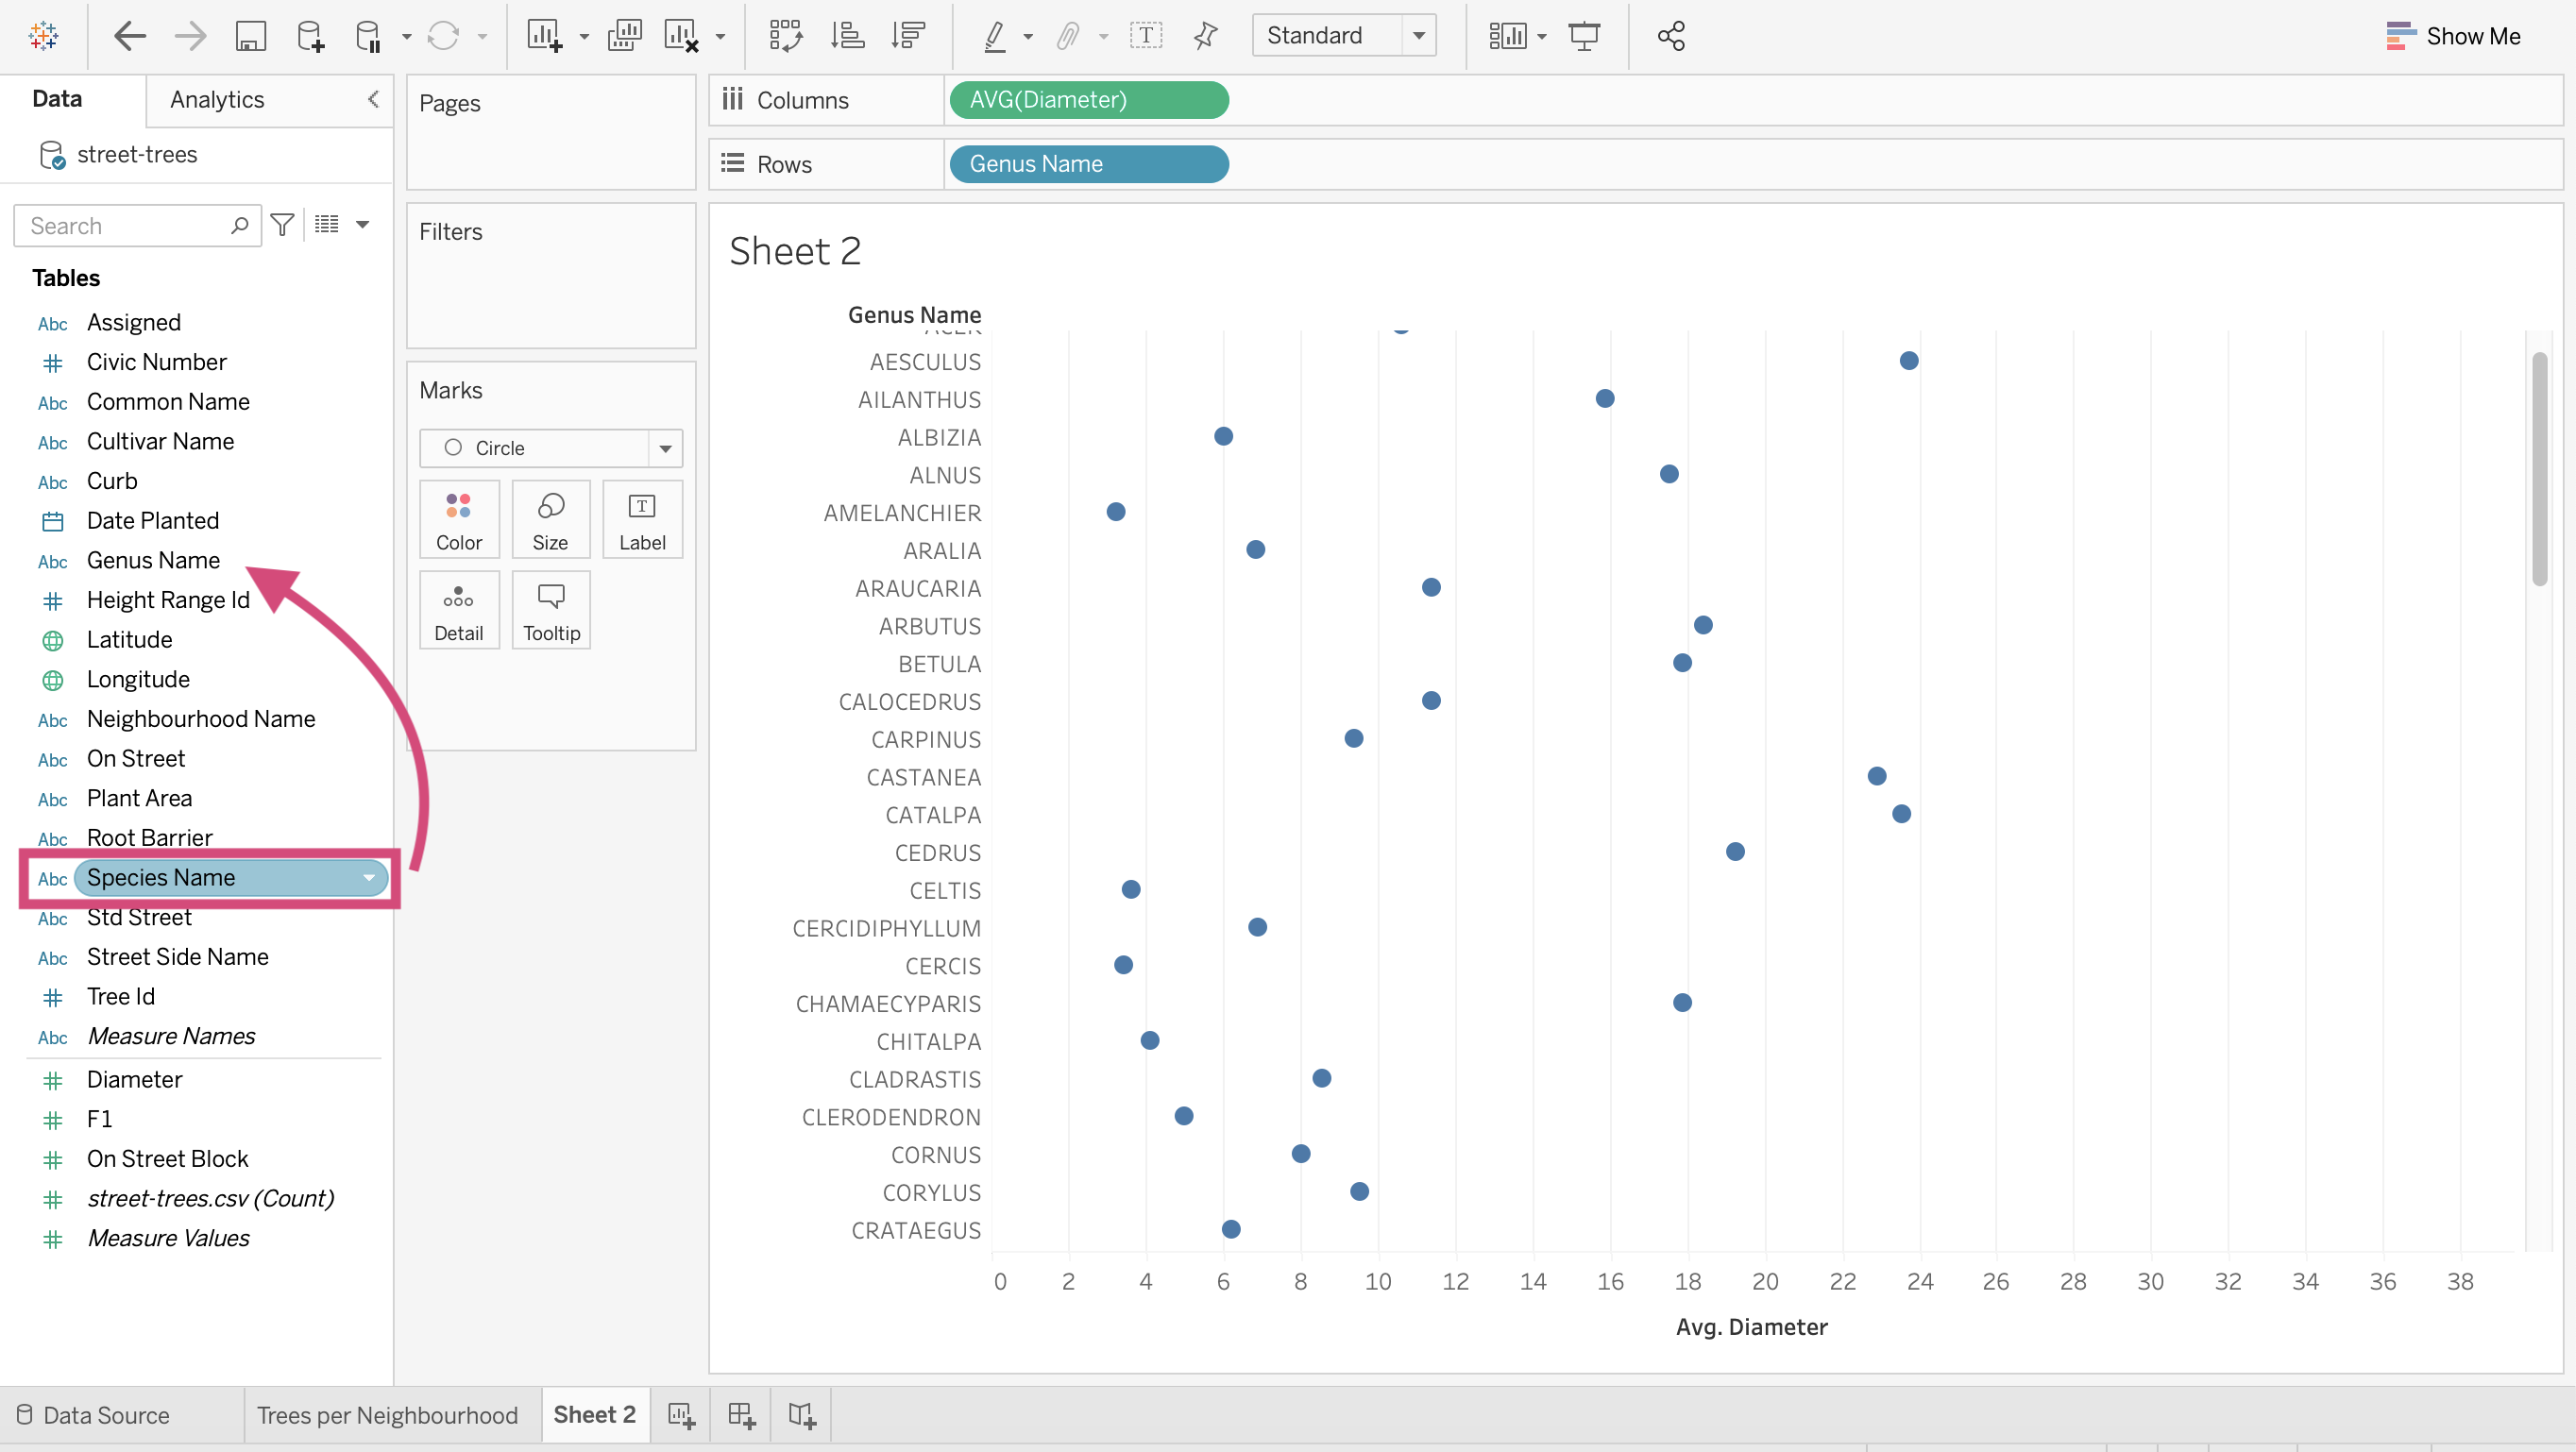 Standard
Show Me
Data
Analytics
street-trees
Search
Tables
Abc Assigned
Civic Number
Abc Common Name
Abc Cultivar Name
Abc Curb
Date Planted
Abc Genus Name
Height Range Id
Latitude
Longitude
Abc Neighbourhood Name
Abc On Street
Abc Plant Area
Abc Root Barrier
Abc Species Name
Abc Std Street
Abc Street Side Name
Tree Id
Abc Measure Names
Diameter
F1
On Street Block
street-trees.csv (Count)
Measure Values
Pages
Filters
Marks
Circle
Color
Size
T
Label
Detail
Tooltip
Columns
AVG(Diameter)
Rows
Genus Name
Sheet 2
Genus Name
ACER
AESCULUS
AILANTHUS
ALBIZIA
ALNUS
AMELANCHIER
ARALIA
ARAUCARIA
ARBUTUS
BETULA
CALOCEDRUS
CARPINUS
CASTANEA
CATALPA
CEDRUS
CELTIS
CERCIDIPHYLLUM
CERCIS
CHAMAECYPARIS
CHITALPA
CLADRASTIS
CLERODENDRON
CORNUS
CORYLUS
CRATAEGUS
0 2 4 6 8 10 12 14 16 18 20 22 24 26 28 30 32 34 36 38
Avg. Diameter
Data Source
Trees per Neighbourhood
Sheet 2